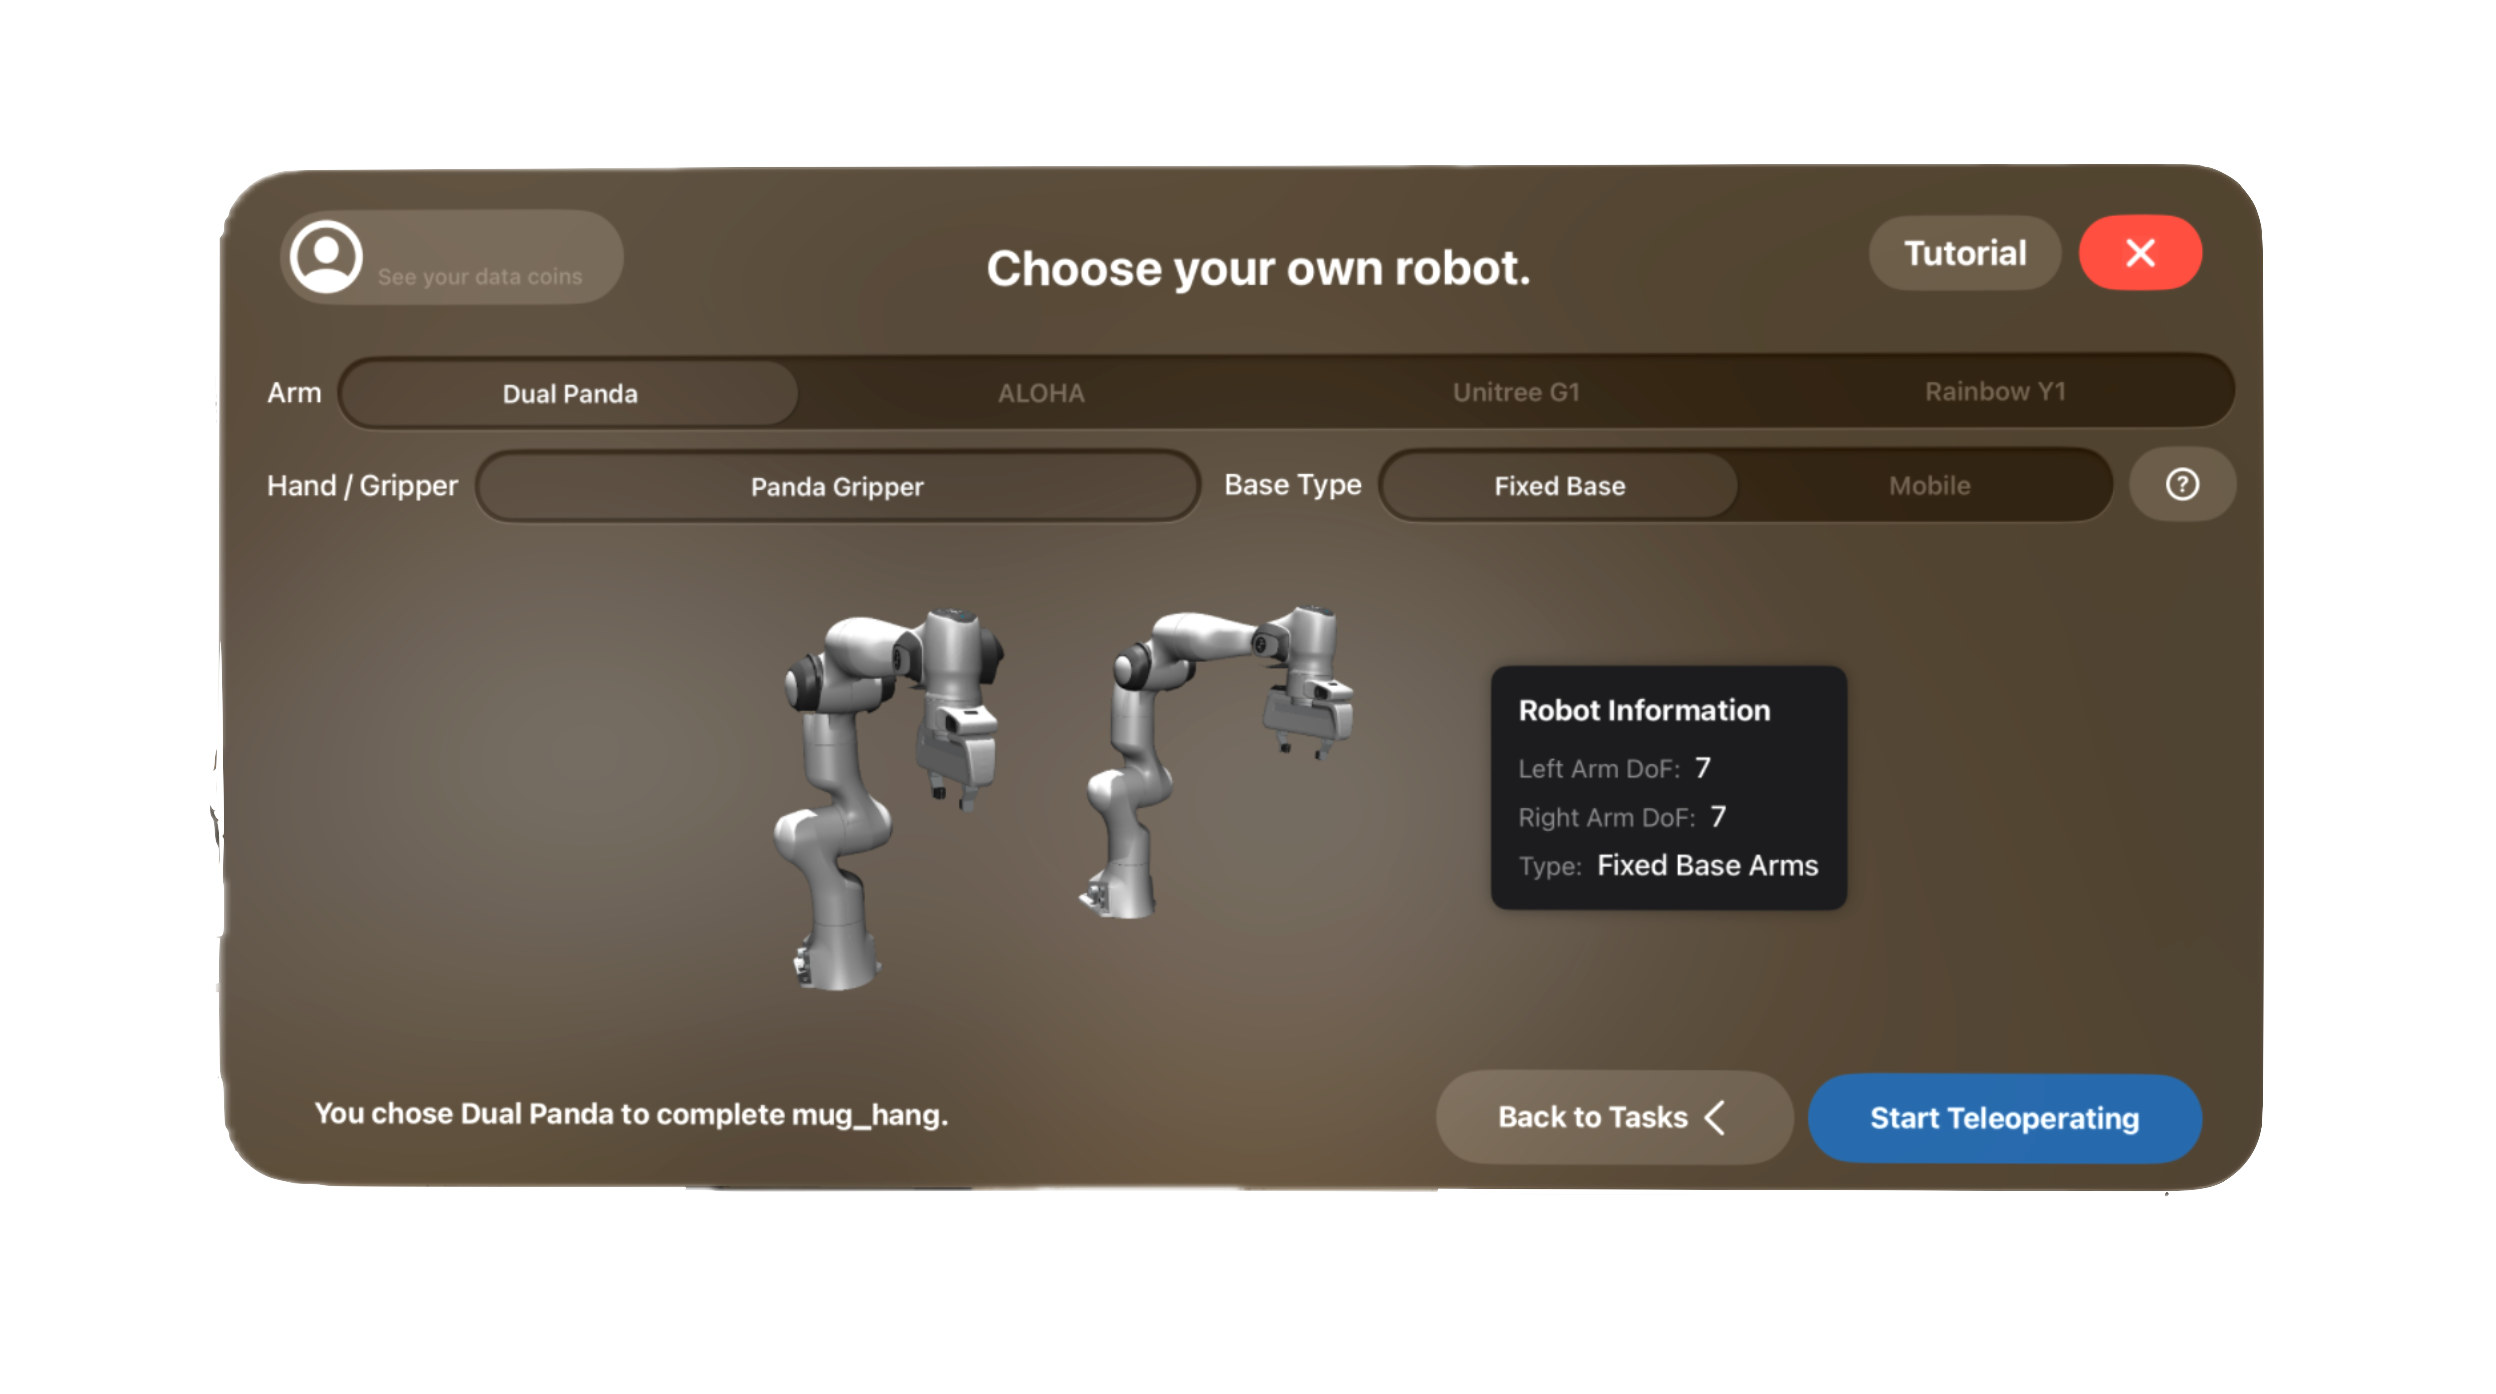 See your data coins
Choose your own robot.
Tutorial
Arm
Dual Panda
ALOHA
Unitree G1
Rainbow Y1
Hand / Gripper
Panda Gripper
Base Type
Fixed Base
Mobile
?
Robot Information
Left Arm DoF: 7
Right Arm DoF: 7
Type: Fixed Base Arms
You chose Dual Panda to complete mug_hang.
Back to Tasks
Start Teleoperating